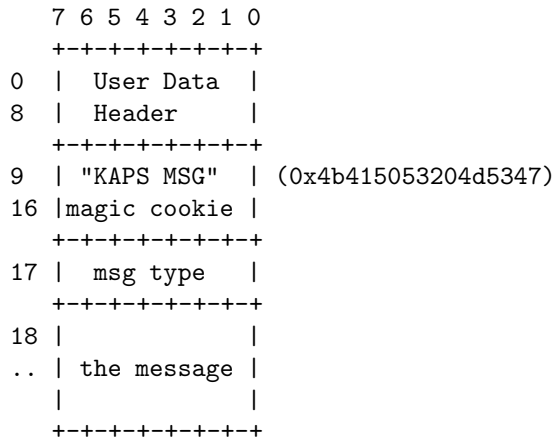 7 6 5 4 3 2 1 0
+-+-+-+-+-+-+-+
0 | User Data |
8 | Header |
+-+-+-+-+-+-+-+
9 | "KAPS MSG" | (0x4b415053204d5347)
16 |magic cookie |
+-+-+-+-+-+-+-+
17 | msg type |
+-+-+-+-+-+-+-+
18 | |
.. | the message |
| |
+-+-+-+-+-+-+-+